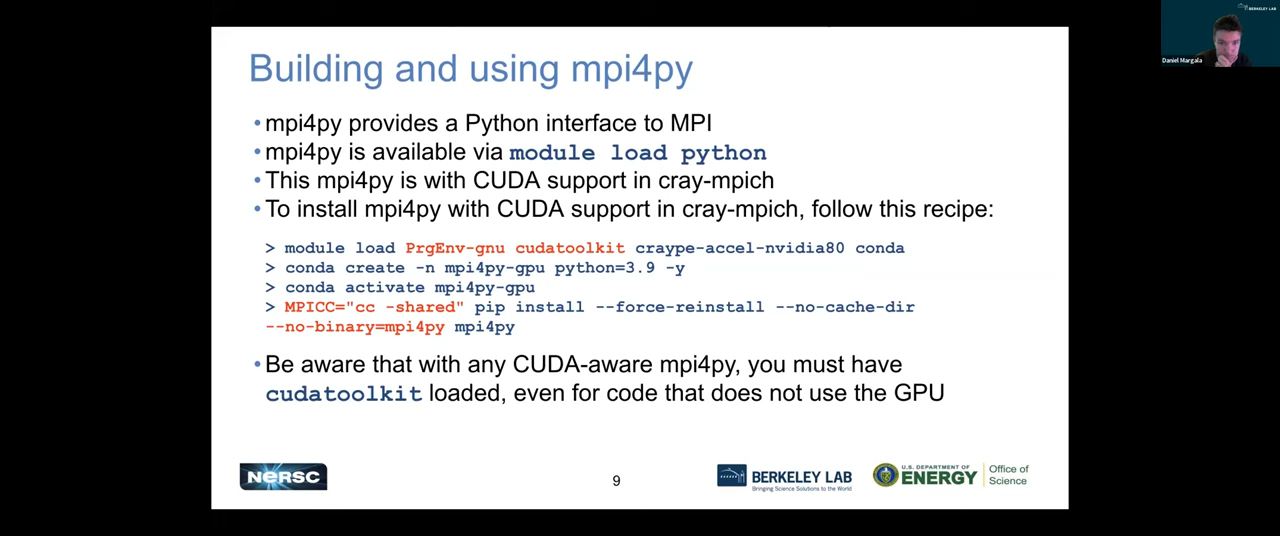 BERKELEY LAB
Daniel Margala
Building and using mpi4py
• mpi4py provides a Python interface to MPI
• mpi4py is available via module load python
• This mpi4py is with CUDA support in cray-mpich
• To install mpi4py with CUDA support in cray-mpich, follow this recipe:
> module load PrgEnv-gnu cudatoolkit craype-accel-nvidia80 conda
> conda create -n mpi4py-gpu python=3.9 -y
> conda activate mpi4py-gpu
> MPICC="cc -shared" pip install --force-reinstall --no-cache-dir
--no-binary=mpi4py mpi4py
• Be aware that with any CUDA-aware mpi4py, you must have
cudatoolkit loaded, even for code that does not use the GPU
NERSC
9
BERKELEY LAB
Bringing Science Solutions to the World
U.S. DEPARTMENT OF
ENERGY
Office of
Science